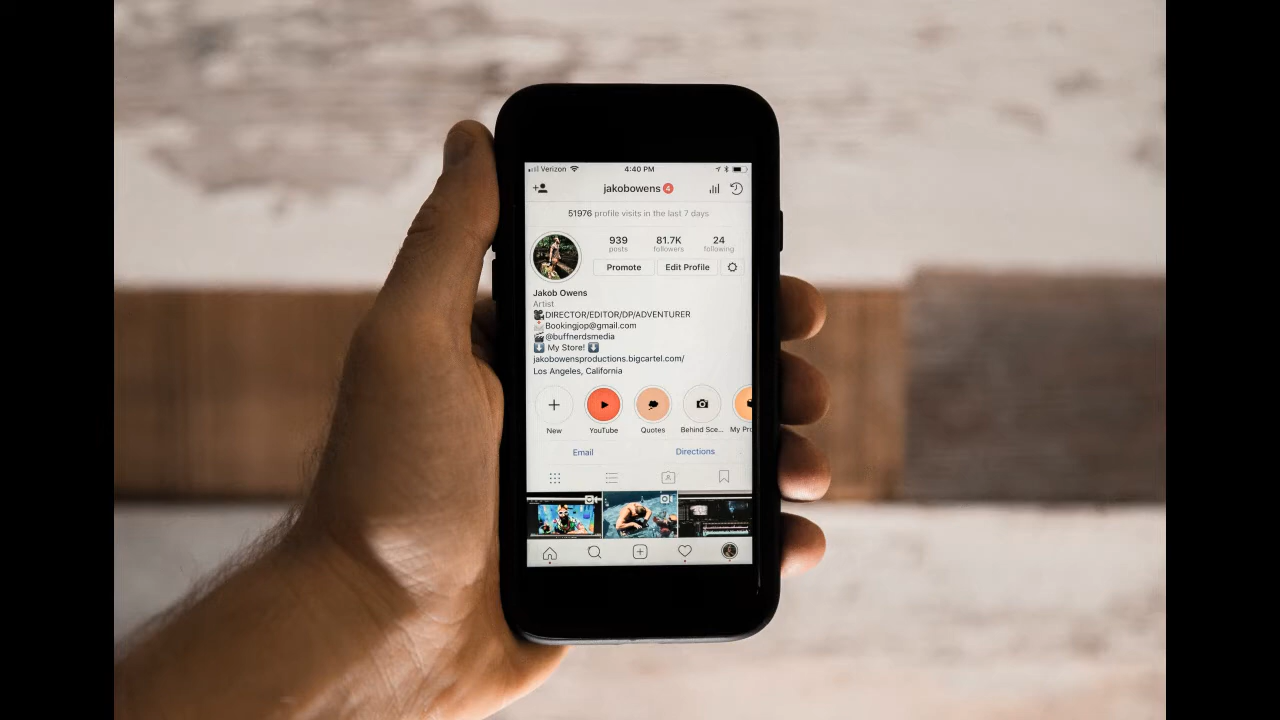 Verizon 4:40 PM
jakobowens 4
51976 profile visits in the last 7 days
939 81.7K 24
posts followers following
Promote Edit Profile
Jakob Owens
Artist
DIRECTOR/EDITOR/DP/ADVENTURER
Bookingjop@gmail.com
@buffnerdsmedia
My Store!
jakobowensproductions.bigcartel.com/
Los Angeles, California
New YouTube Quotes Behind Sce... My Pro
Email Directions